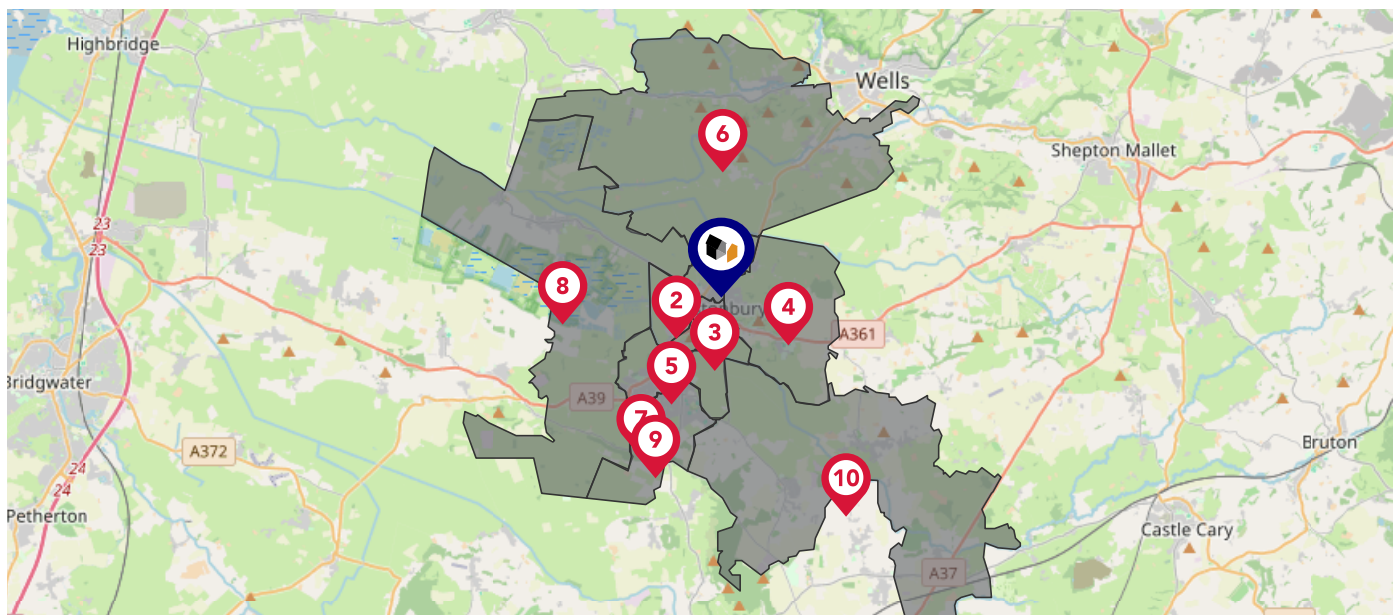 Highbridge
Wells
6
Shepton Mallet
23
23
8
2
4
3
A361
5
Bridgwater
A39
7
9
A372
Bruton
24
24
10
Petherton
Castle Cary
A37